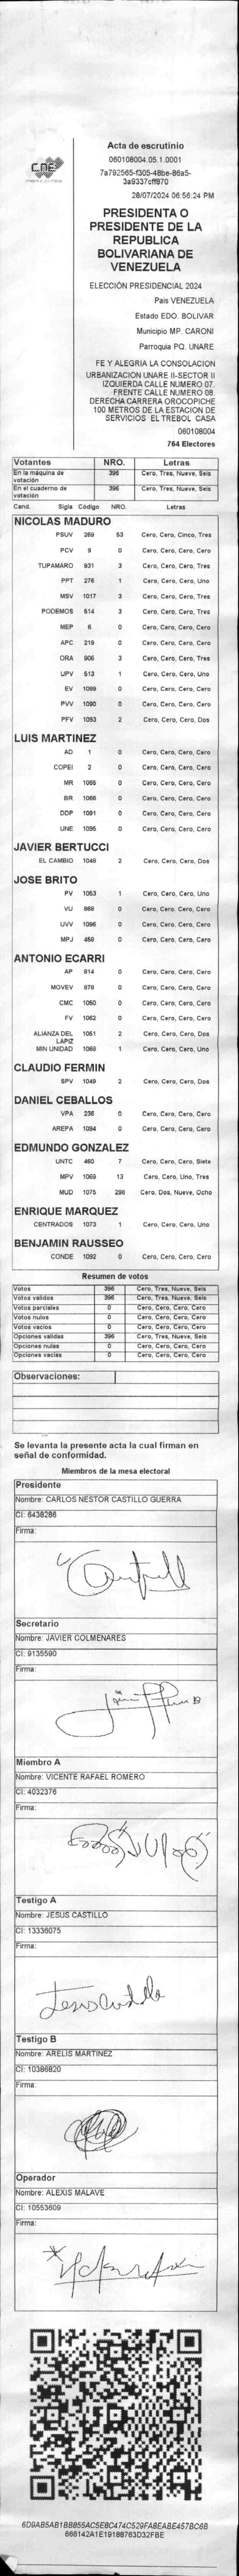 CNE
Acta de escrutinio
060108004.05.1.0001
7a792565-f305-48be-86a5-
3a9337cff870
28/07/2024 06:56:24 PM
PRESIDENTA O
PRESIDENTE DE LA
REPUBLICA
BOLIVARIANA DE
VENEZUELA
ELECCIÓN PRESIDENCIAL 2024
Pais VENEZUELA
Estado EDO. BOLIVAR
Municipio MP. CARONI
Parroquia PQ. UNARE
FE Y ALEGRIA LA CONSOLACION
URBANIZACION UNARE II-SECTOR II
IZQUIERDA CALLE NUMERO 07.
FRENTE CALLE NUMERO 08.
DERECHA CARRERA OROCOPICHE
100 METROS DE LA ESTACION DE
SERVICIOS EL TREBOL CASA
060108004
764 Electores
Votantes NRO. Letras
En la maquina de votación 396 Cero, Tres, Nueve, Seis
En el cuaderno de votación 396 Cero, Tres, Nueve, Seis
Cand. Sigla Código NRO. Letras
NICOLAS MADURO
PSUV 269 53 Cero, Cero, Cinco, Tres
PCV 9 0 Cero, Cero, Cero, Cero
TUPAMARO 931 3 Cero, Cero, Cero, Tres
PPT 276 1 Cero, Cero, Cero, Uno
MSV 1017 3 Cero, Cero, Cero, Tres
PODEMOS 514 3 Cero, Cero, Cero, Tres
MEP 6 0 Cero, Cero, Cero, Cero
APC 219 0 Cero, Cero, Cero, Cero
ORA 906 3 Cero, Cero, Cero, Tres
UPV 513 1 Cero, Cero, Cero, Uno
EV 1089 0 Cero, Cero, Cero, Cero
PVV 1090 0 Cero, Cero, Cero, Cero
PFV 1093 2 Cero, Cero, Cero, Dos
LUIS MARTINEZ
AD 1 0 Cero, Cero, Cero, Cero
COPEI 2 0 Cero, Cero, Cero, Cero
MR 1065 0 Cero, Cero, Cero, Cero
BR 1066 0 Cero, Cero, Cero, Cero
DDP 1091 0 Cero, Cero, Cero, Cero
UNE 1095 0 Cero, Cero, Cero, Cero
JAVIER BERTUCCI
EL CAMBIO 1048 2 Cero, Cero, Cero, Dos
JOSE BRITO
PV 1053 1 Cero, Cero, Cero, Uno
VU 868 0 Cero, Cero, Cero, Cero
UVV 1096 0 Cero, Cero, Cero, Cero
MPJ 458 0 Cero, Cero, Cero, Cero
ANTONIO ECARRI
AP 814 0 Cero, Cero, Cero, Cero
MOVEV 978 0 Cero, Cero, Cero, Cero
CMC 1050 0 Cero, Cero, Cero, Cero
FV 1062 0 Cero, Cero, Cero, Cero
ALIANZA DEL LAPIZ 1051 2 Cero, Cero, Cero, Dos
MIN UNIDAD 1068 1 Cero, Cero, Cero, Uno
CLAUDIO FERMIN
SPV 1049 2 Cero, Cero, Cero, Dos
DANIEL CEBALLOS
VPA 236 0 Cero, Cero, Cero, Cero
AREPA 1094 0 Cero, Cero, Cero, Cero
EDMUNDO GONZALEZ
UNTC 460 7 Cero, Cero, Cero, Siete
MPV 1069 13 Cero, Cero, Uno, Tres
MUD 1075 298 Cero, Dos, Nueve, Ocho
ENRIQUE MARQUEZ
CENTRADOS 1073 1 Cero, Cero, Cero, Uno
BENJAMIN RAUSSEO
CONDE 1092 0 Cero, Cero, Cero, Cero
Resumen de votos
Votos 396 Cero, Tres, Nueve, Seis
Votos validos 396 Cero, Tres, Nueve, Seis
Votos parciales 0 Cero, Cero, Cero, Cero
Votos nulos 0 Cero, Cero, Cero, Cero
Votos vacios 0 Cero, Cero, Cero, Cero
Opciones validas 396 Cero, Tres, Nueve, Seis
Opciones nulas 0 Cero, Cero, Cero, Cero
Opciones vacias 0 Cero, Cero, Cero, Cero
Observaciones:
Se levanta la presente acta la cual firman en
señal de conformidad.
Miembros de la mesa electoral
Presidente
Nombre: CARLOS NESTOR CASTILLO GUERRA
CI: 6438286
Firma:
Secretario
Nombre: JAVIER COLMENARES
CI: 9135590
Firma:
Miembro A
Nombre: VICENTE RAFAEL ROMERO
CI: 4032376
Firma:
Testigo A
Nombre: JESUS CASTILLO
CI: 13336075
Firma:
Testigo B
Nombre: ARELIS MARTINEZ
CI: 10386820
Firma:
Operador
Nombre: ALEXIS MALAVE
CI: 10553609
Firma:
6D9AB5AB1BB855AC5E8C474C529FA8EABE457BC6B
666142A1E19188763D32FBE